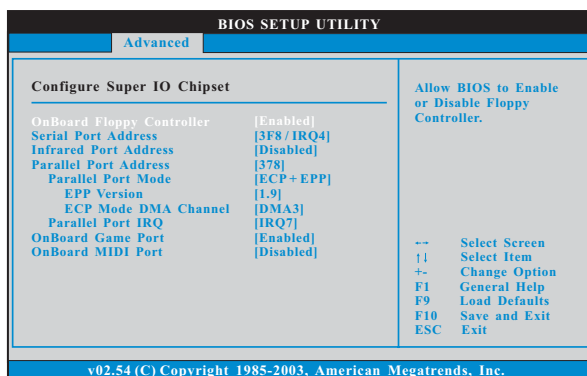 BIOS SETUP UTILITY
Advanced
Configure Super IO Chipset
OnBoard Floppy Controller [Enabled]
Serial Port Address [3F8 / IRQ4]
Infrared Port Address [Disabled]
Parallel Port Address [378]
Parallel Port Mode [ECP + EPP]
EPP Version [1.9]
ECP Mode DMA Channel [DMA3]
Parallel Port IRQ [IRQ7]
OnBoard Game Port [Enabled]
OnBoard MIDI Port [Disabled]
Allow BIOS to Enable
or Disable Floppy
Controller.
←→ Select Screen
↑↓ Select Item
+- Change Option
F1 General Help
F9 Load Defaults
F10 Save and Exit
ESC Exit
v02.54 (C) Copyright 1985-2003, American Megatrends, Inc.